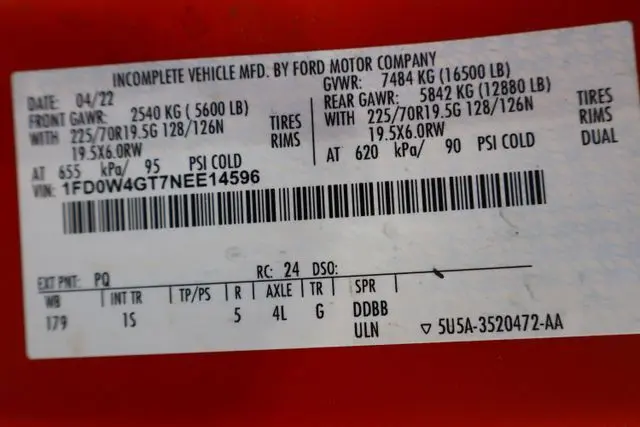 INCOMPLETE VEHICLE MFD. BY FORD MOTOR COMPANY
DATE: 04/22
GVWR: 7484 KG (16500 LB)
FRONT GAWR: 2540 KG ( 5600 LB)
REAR GAWR: 5842 KG (12880 LB)
WITH 225/70R19.5G 128/126N TIRES
WITH 225/70R19.5G 128/126N TIRES
19.5X6.0RW RIMS
19.5X6.0RW RIMS
AT 655 kPa/ 95 PSI COLD
AT 620 kPa/ 90 PSI COLD DUAL
VIN: 1FD0W4GT7NEE14596
EXT PNT: PQ RC: 24 DSO:
WB INT TR TP/PS R AXLE TR SPR
179 1S 5 4L G DDBB
ULN ▽ 5U5A-3520472-AA